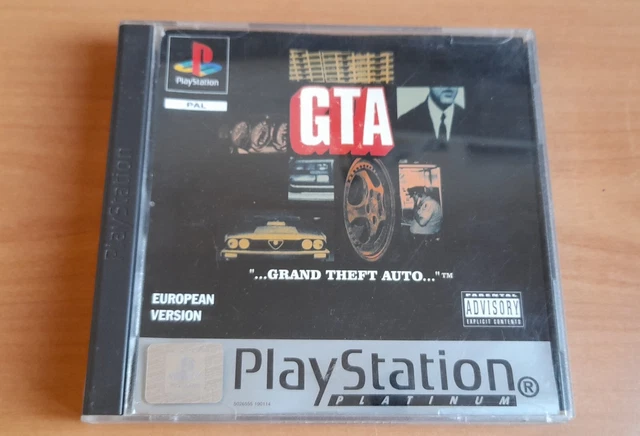 PlayStation
PAL
GTA
PlayStation
"...GRAND THEFT AUTO..."™
EUROPEAN
VERSION
PARENTAL
ADVISORY
EXPLICIT CONTENT
PlayStation®
PLATINUM